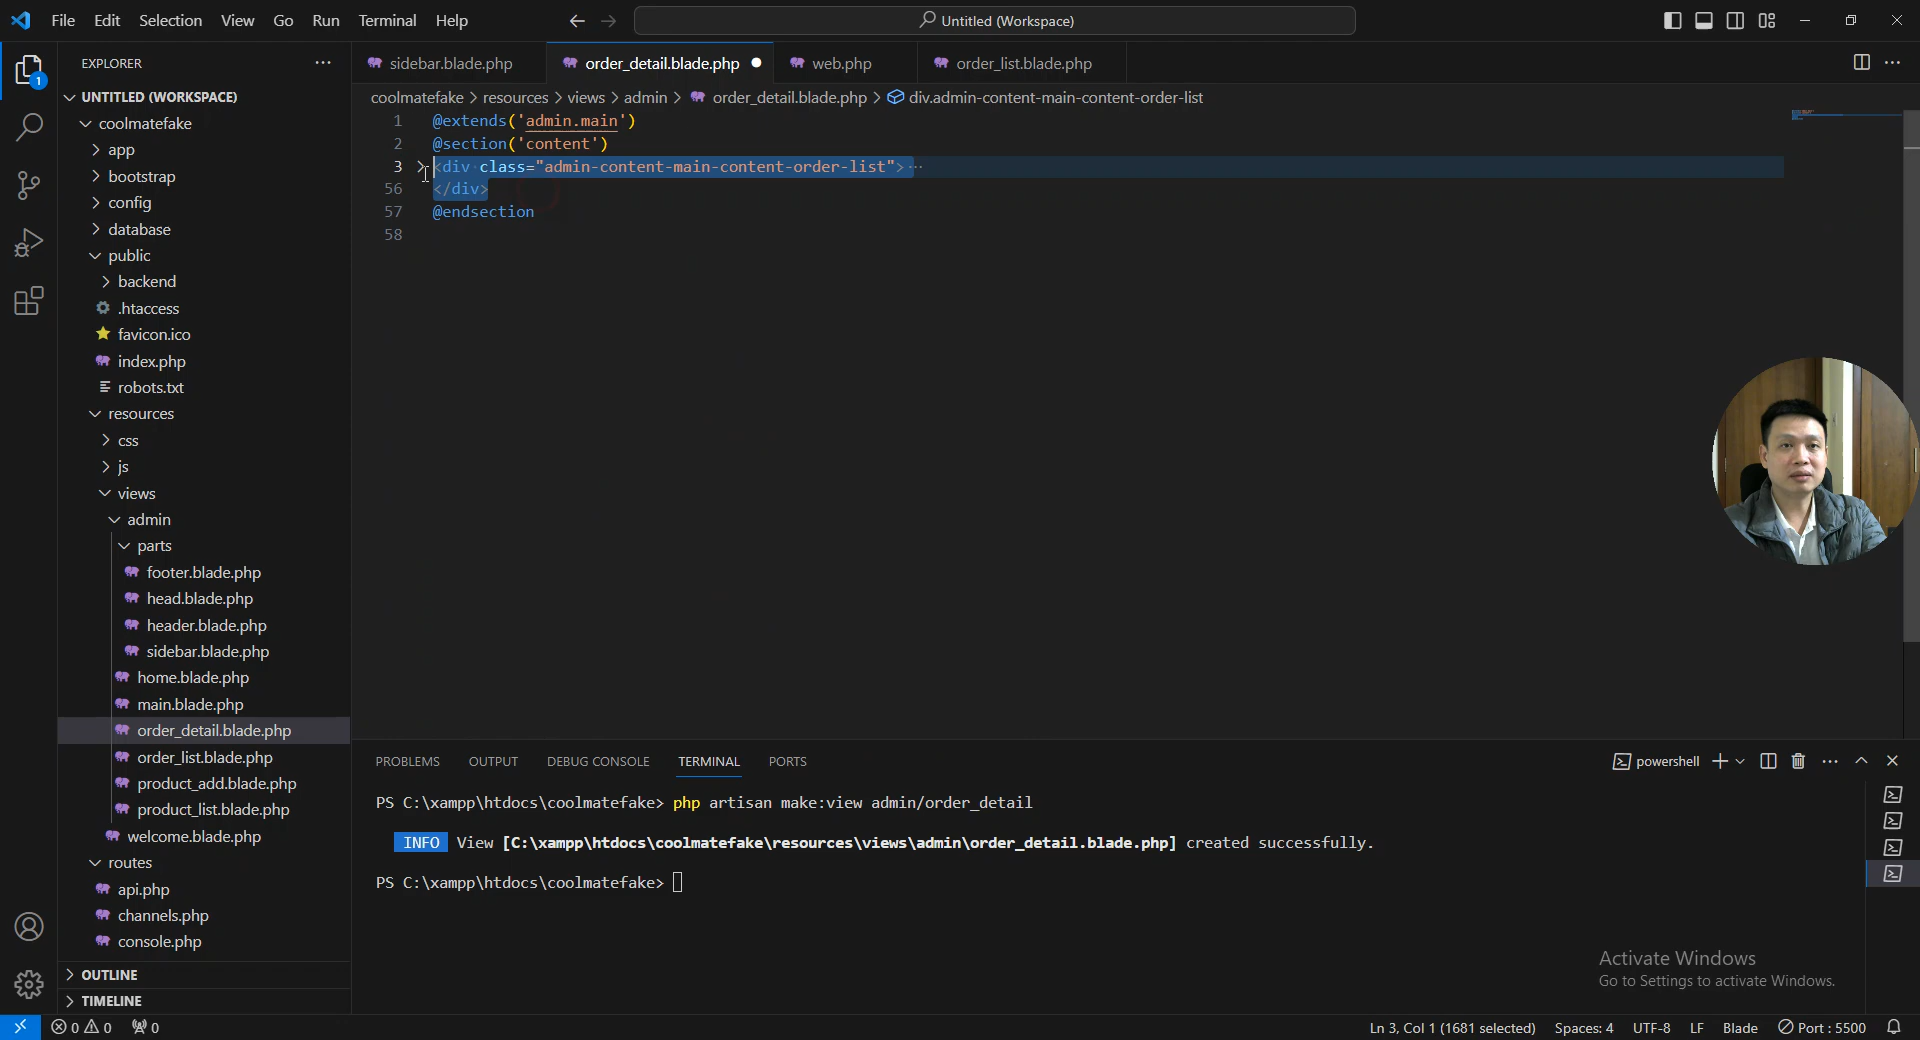 File Edit Selection View Go Run Terminal Help
Untitled (Workspace)
EXPLORER
sidebar.blade.php
order_detail.blade.php
web.php
order_list.blade.php
coolmatefake > resources > views > admin > order_detail.blade.php > div.admin-content-main-content-order-list
1
UNTITLED (WORKSPACE)
coolmatefake
app
bootstrap
config
database
public
backend
.htaccess
favicon.ico
index.php
robots.txt
resources
css
js
views
admin
parts
footer.blade.php
head.blade.php
header.blade.php
sidebar.blade.php
home.blade.php
main.blade.php
order_detail.blade.php
order_list.blade.php
product_add.blade.php
product_list.blade.php
welcome.blade.php
routes
api.php
channels.php
console.php
OUTLINE
TIMELINE
1 @extends('admin.main')
2 @section('content')
3 <div class="admin-content-main-content-order-list"> ···
56 </div>
57 @endsection
58
PROBLEMS OUTPUT DEBUG CONSOLE TERMINAL PORTS
powershell
PS C:\xampp\htdocs\coolmatefake> php artisan make:view admin/order_detail
INFO View [C:\xampp\htdocs\coolmatefake\resources\views\admin\order_detail.blade.php] created successfully.
PS C:\xampp\htdocs\coolmatefake>
Activate Windows
Go to Settings to activate Windows.
0 0 0
Ln 3, Col 1 (1681 selected) Spaces: 4 UTF-8 LF Blade Port : 5500